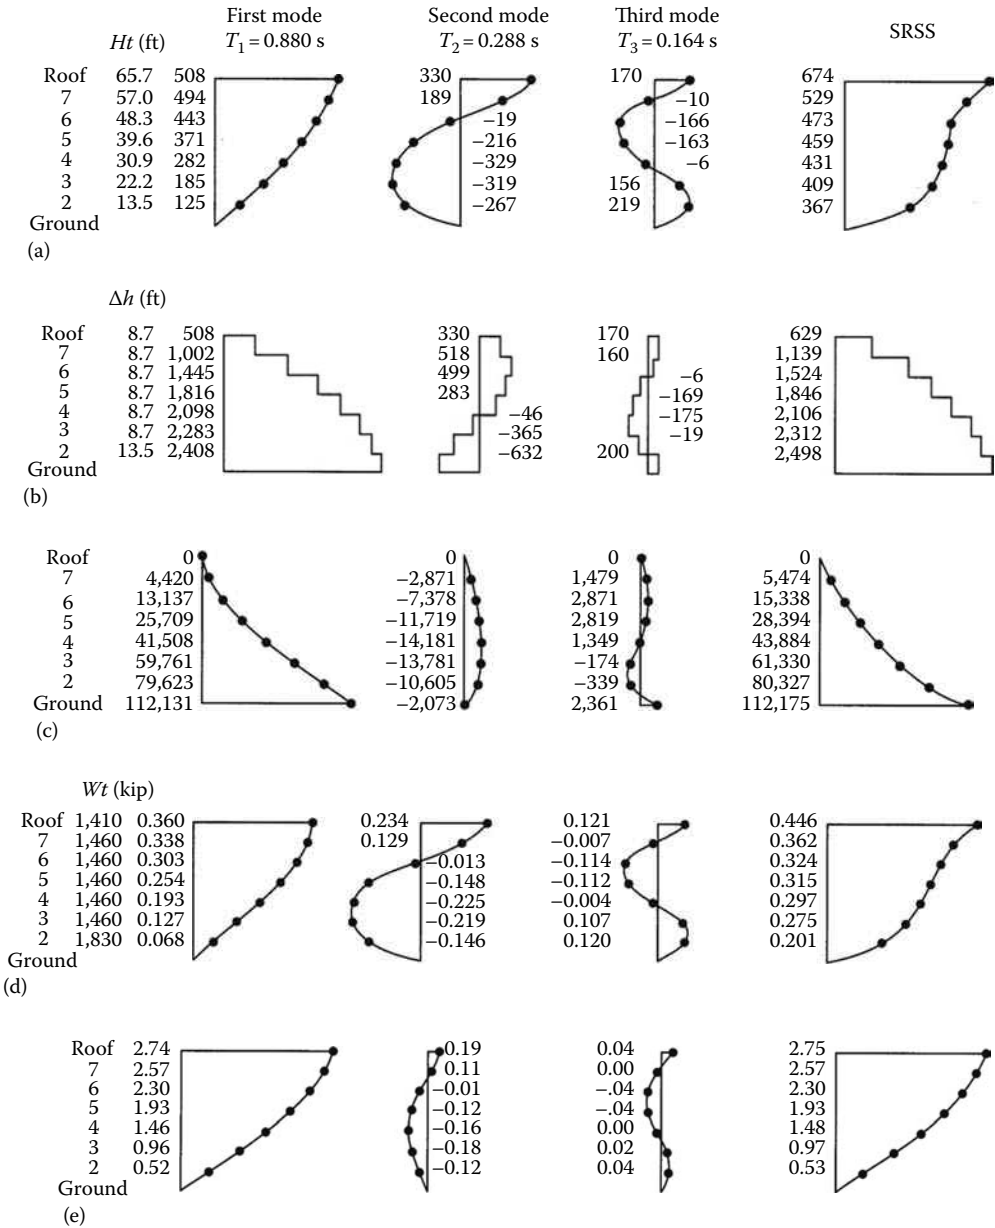 First mode Second mode Third mode
Ht (ft) T1 = 0.880 s T2 = 0.288 s T3 = 0.164 s SRSS
Roof 65.7 508 330 170 674
7 57.0 494 189 –10 529
6 48.3 443 –19 –166 473
5 39.6 371 –216 –163 459
4 30.9 282 –329 –6 431
3 22.2 185 –319 156 409
2 13.5 125 –267 219 367
Ground
(a)
Δh (ft)
Roof 8.7 508 330 170 629
7 8.7 1,002 518 160 1,139
6 8.7 1,445 499 –6 1,524
5 8.7 1,816 283 –169 1,846
4 8.7 2,098 –46 –175 2,106
3 8.7 2,283 –365 –19 2,312
2 13.5 2,408 –632 200 2,498
Ground
(b)
Roof 0 0 0 0
7 4,420 –2,871 1,479 5,474
6 13,137 –7,378 2,871 15,338
5 25,709 –11,719 2,819 28,394
4 41,508 –14,181 1,349 43,884
3 59,761 –13,781 –174 61,330
2 79,623 –10,605 –339 80,327
Ground 112,131 –2,073 2,361 112,175
(c)
Wt (kip)
Roof 1,410 0.360 0.234 0.121 0.446
7 1,460 0.338 0.129 –0.007 0.362
6 1,460 0.303 –0.013 –0.114 0.324
5 1,460 0.254 –0.148 –0.112 0.315
4 1,460 0.193 –0.225 –0.004 0.297
3 1,460 0.127 –0.219 0.107 0.275
2 1,830 0.068 –0.146 0.120 0.201
Ground
(d)
Roof 2.74 0.19 0.04 2.75
7 2.57 0.11 0.00 2.57
6 2.30 –0.01 –.04 2.30
5 1.93 –0.12 –.04 1.93
4 1.46 –0.16 0.00 1.48
3 0.96 –0.18 0.02 0.97
2 0.52 –0.12 0.04 0.53
Ground
(e)